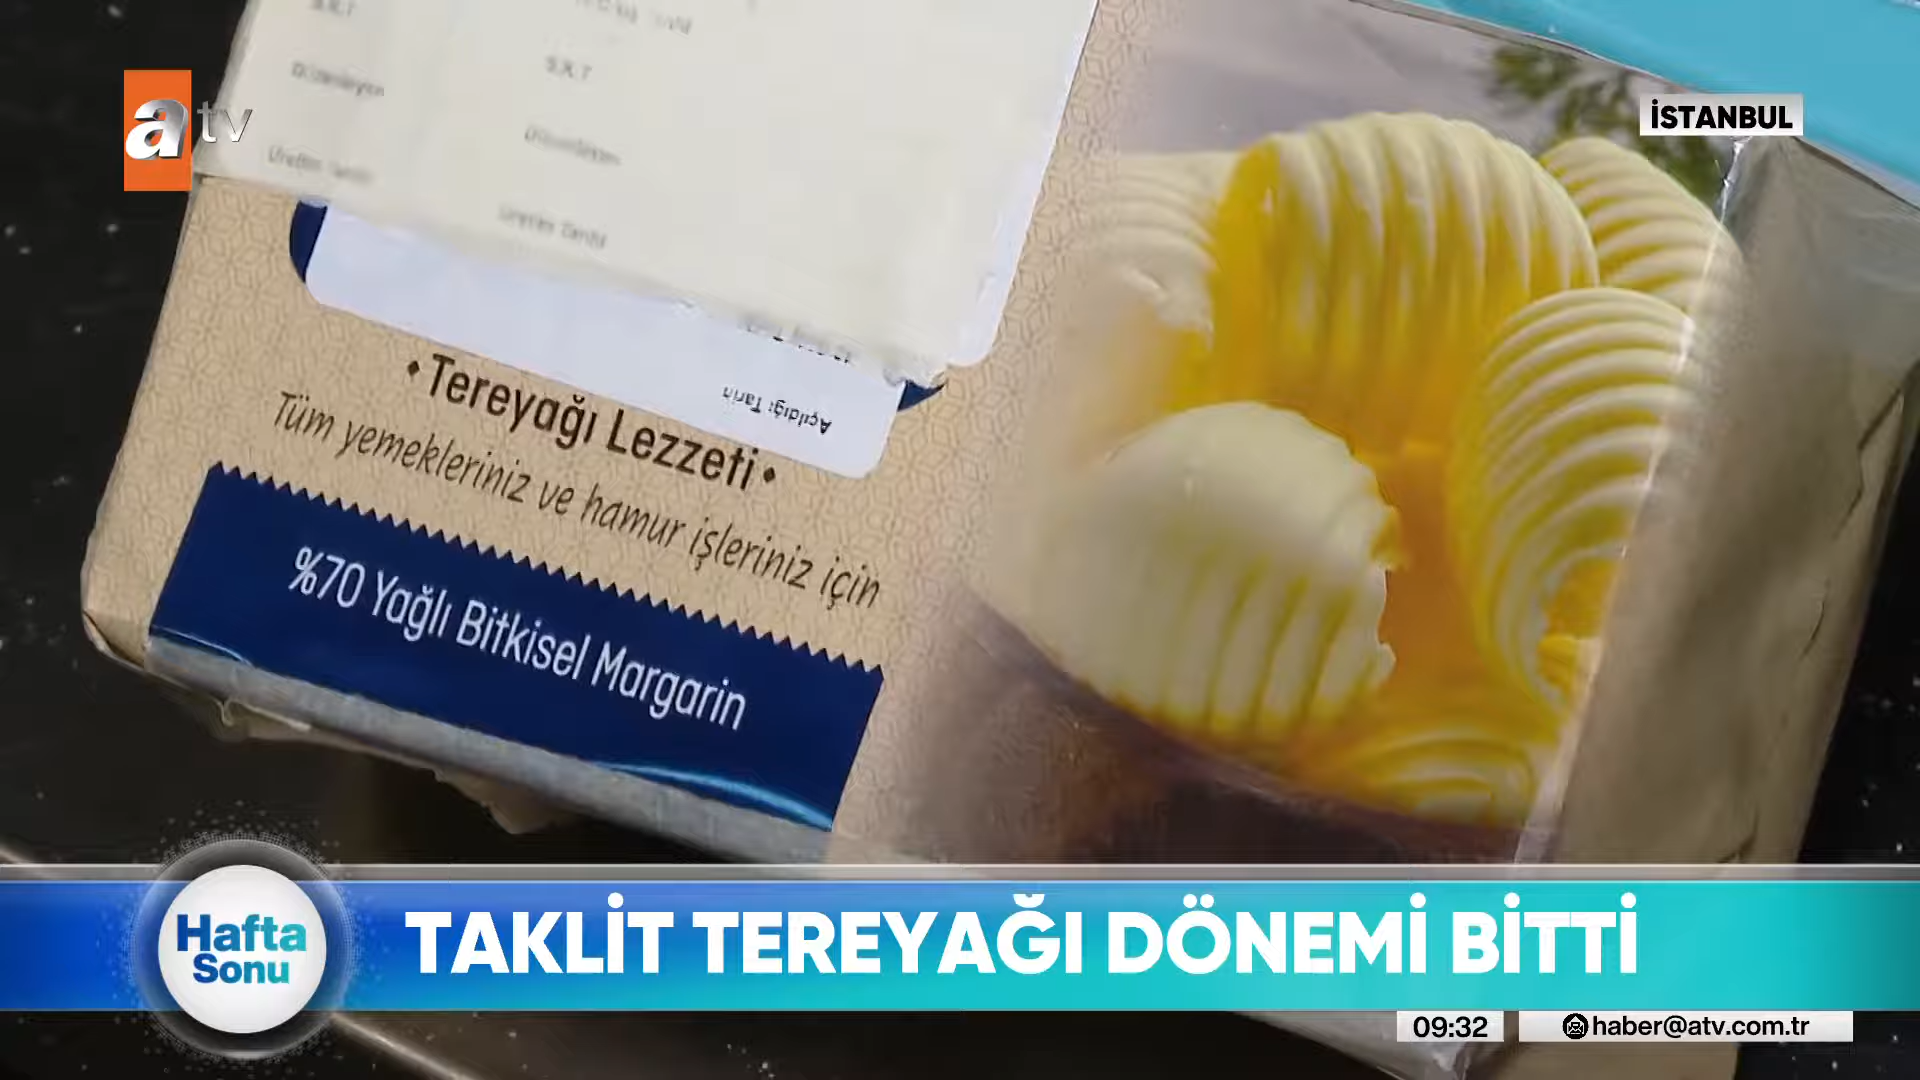 atv
İSTANBUL
S.K.T
Açıldığı Tarih
• Tereyağı Lezzeti •
Tüm yemekleriniz ve hamur işleriniz için
%70 Yağlı Bitkisel Margarin
Hafta
Sonu
TAKLİT TEREYAĞI DÖNEMİ BİTTİ
09:32
haber@atv.com.tr